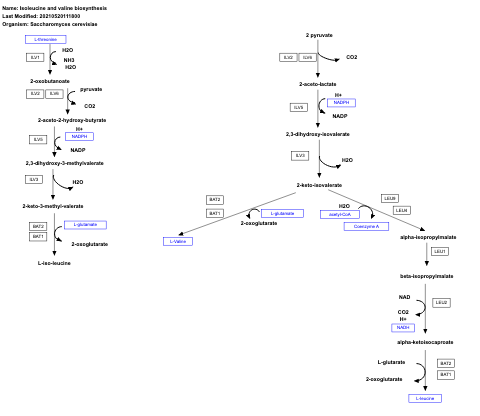 Name: Isoleucine and valine biosynthesis
Last Modified: 20210520111800
Organism: Saccharomyces cerevisiae
L-threonine
ILV1
H2O
NH3
H2O
2-oxobutanoate
ILV2
ILV6
pyruvate
CO2
2-aceto-2-hydroxy-butyrate
ILV5
H+
NADPH
NADP
2,3-dihydroxy-3-methylvalerate
ILV3
H2O
2-keto-3-methyl-valerate
BAT2
BAT1
L-glutamate
2-oxoglutarate
L-iso-leucine
2 pyruvate
ILV2
ILV6
CO2
2-aceto-lactate
ILV5
H+
NADPH
NADP
2,3-dihydroxy-isovalerate
ILV3
H2O
2-keto-isovalerate
BAT2
BAT1
L-glutamate
2-oxoglutarate
L-Valine
H2O
acetyl-CoA
Coenzyme A
LEU9
LEU4
alpha-isopropylmalate
LEU1
beta-isopropylmalate
NAD
LEU2
CO2
H+
NADH
alpha-ketoisocaproate
L-glutarate
2-oxoglutarate
BAT2
BAT1
L-leucine